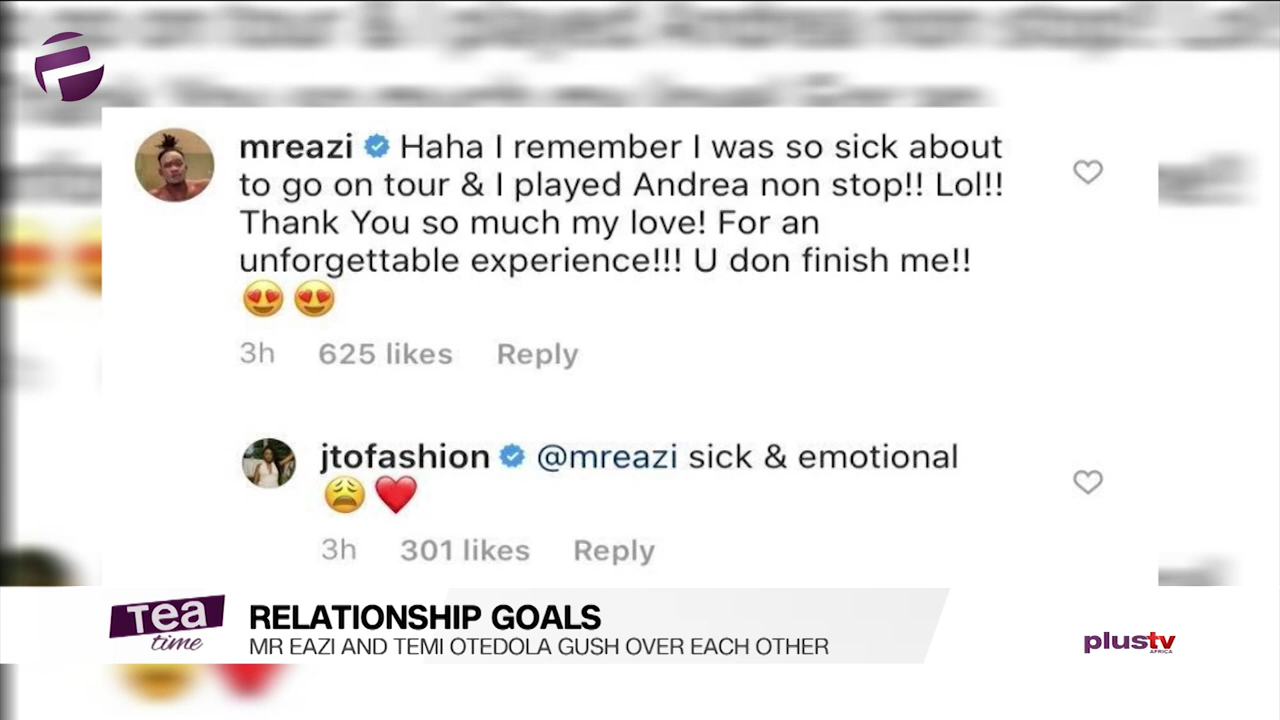 mreazi Haha I remember I was so sick about
to go on tour & I played Andrea non stop!! Lol!!
Thank You so much my love! For an
unforgettable experience!!! U don finish me!!
3h 625 likes Reply
jtofashion @mreazi sick & emotional
3h 301 likes Reply
Tea
time
RELATIONSHIP GOALS
MR EAZI AND TEMI OTEDOLA GUSH OVER EACH OTHER
plustv
AFRICA